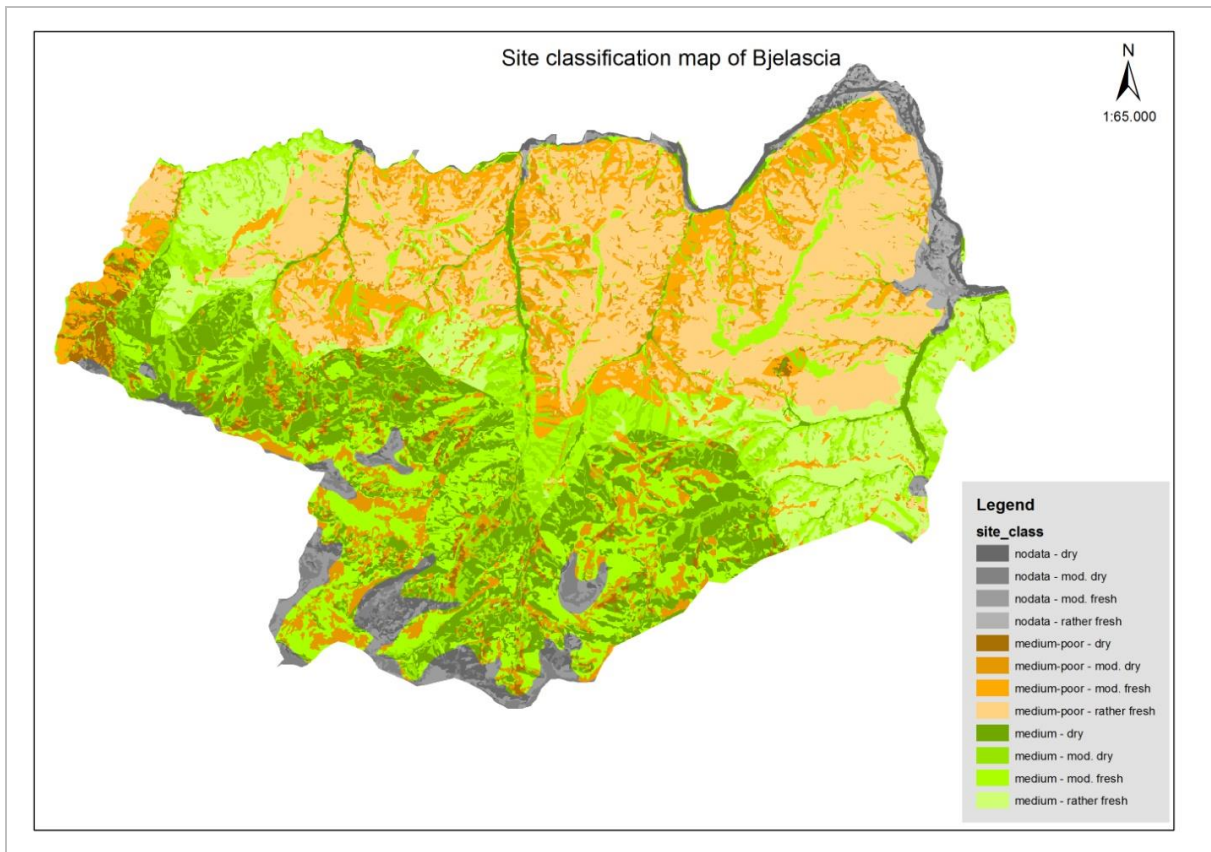 Site classification map of Bjelascia
N
1:65.000
Legend
site_class
nodata - dry
nodata - mod. dry
nodata - mod. fresh
nodata - rather fresh
medium-poor - dry
medium-poor - mod. dry
medium-poor - mod. fresh
medium-poor - rather fresh
medium - dry
medium - mod. dry
medium - mod. fresh
medium - rather fresh